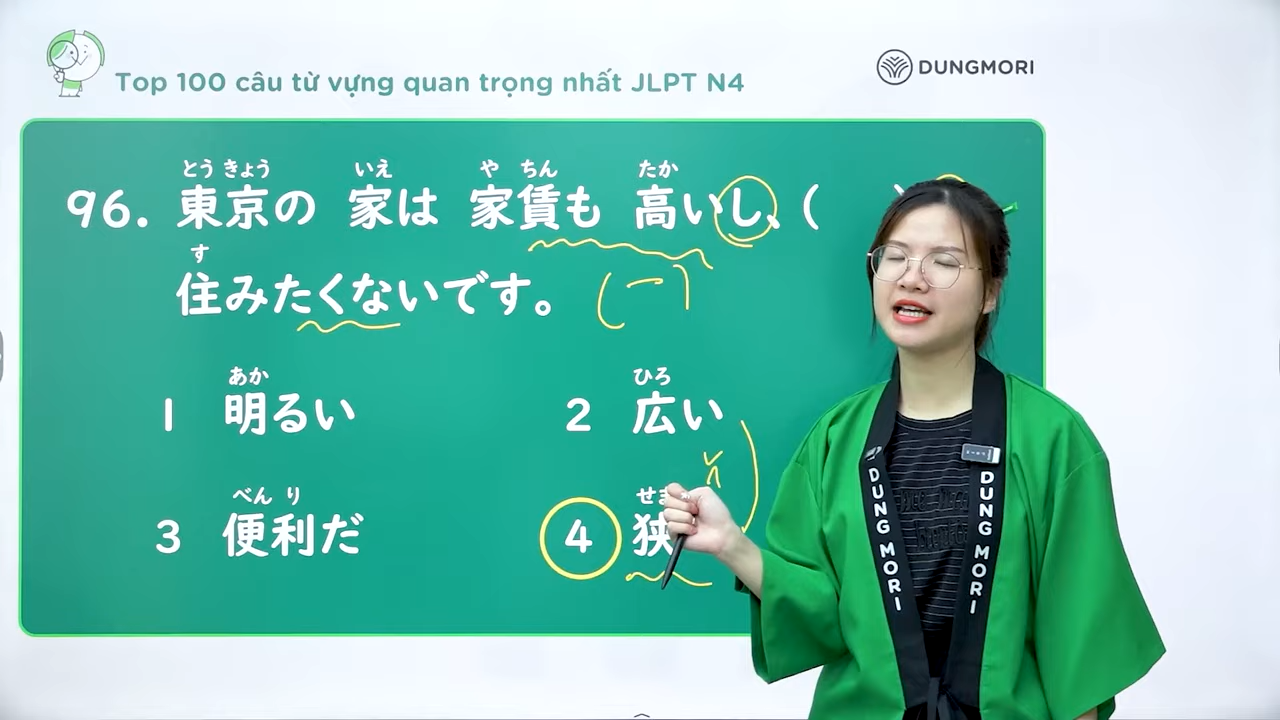 Top 100 câu từ vựng quan trọng nhất JLPT N4
DUNGMORI
とう きょう いえ や ちん たか
96. 東京の 家は 家賃も 高いし、( )
す
住みたくないです。
あか ひろ
1 明るい 2 広い
べん り せま
3 便利だ 4 狭
DUNG MORI DUNG MORI